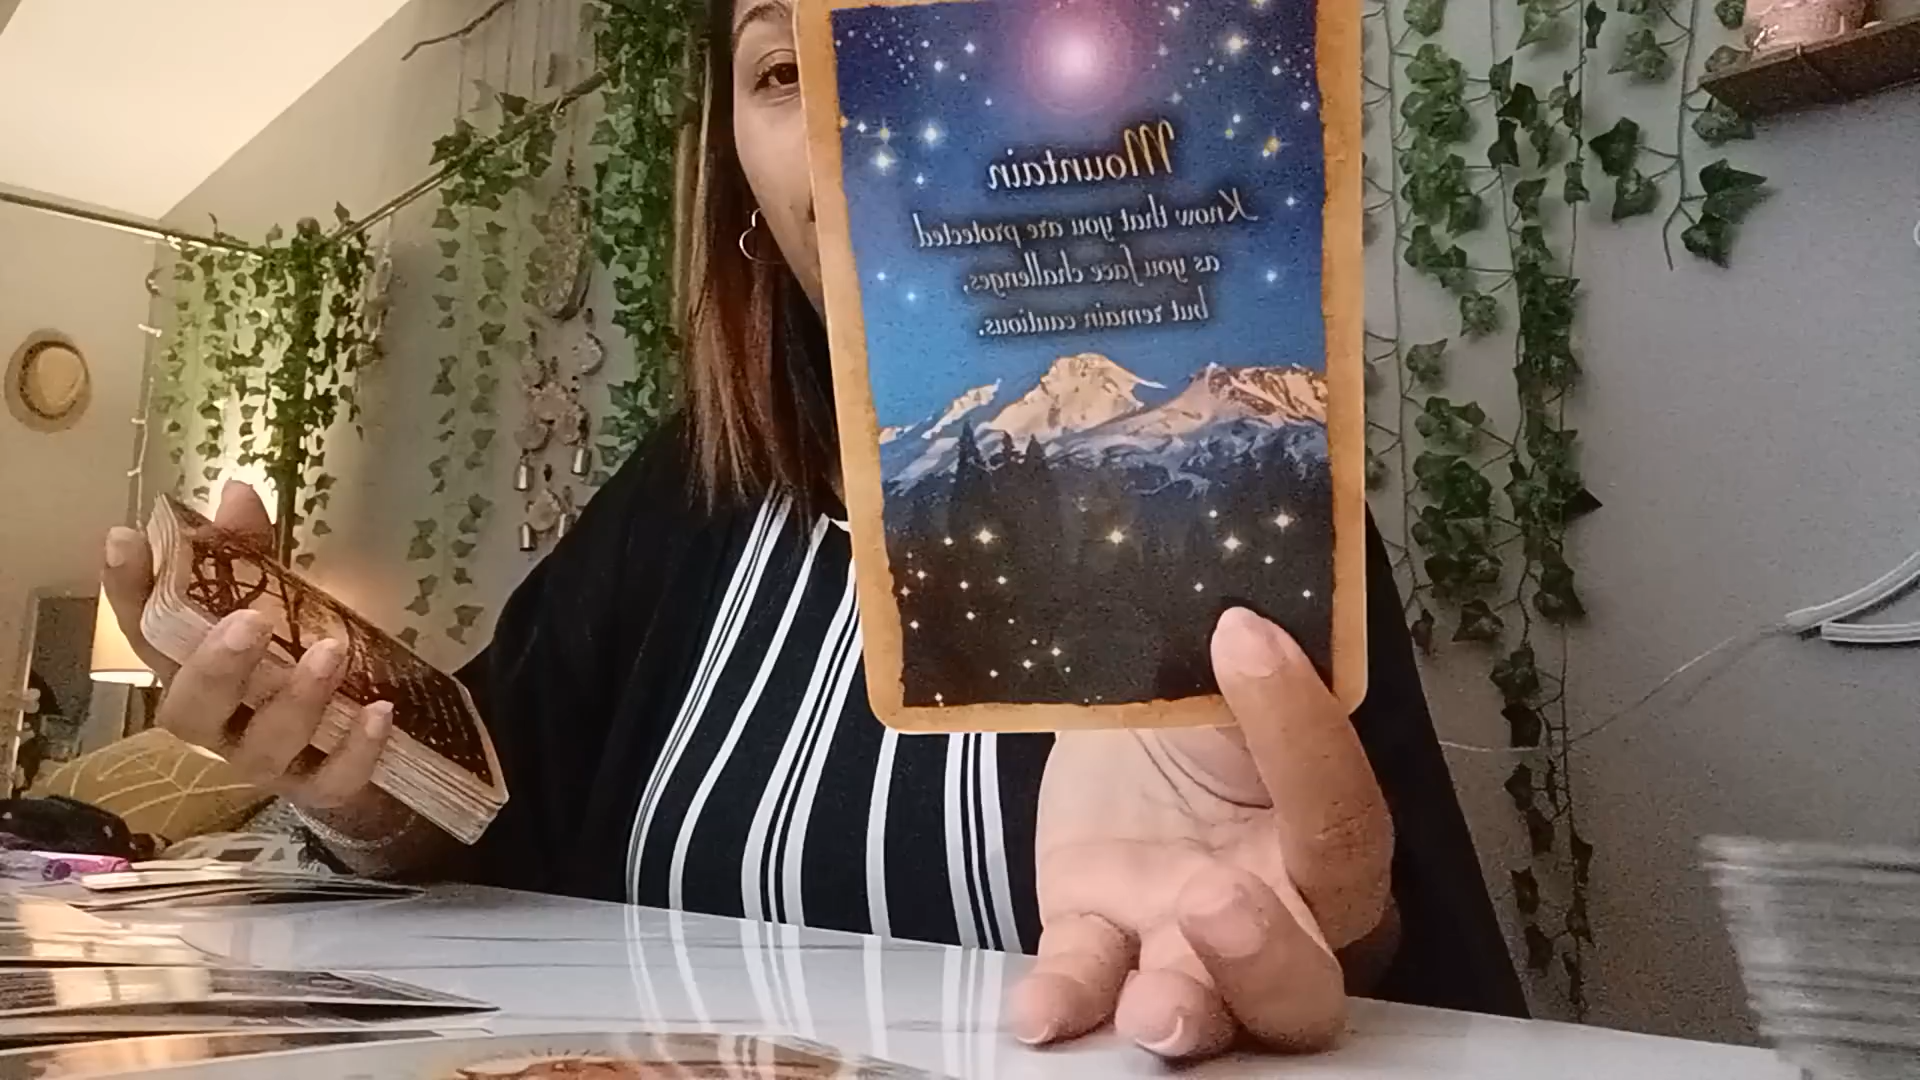 Mountain
Know that you are protected
as you face challenges,
but remain cautious.